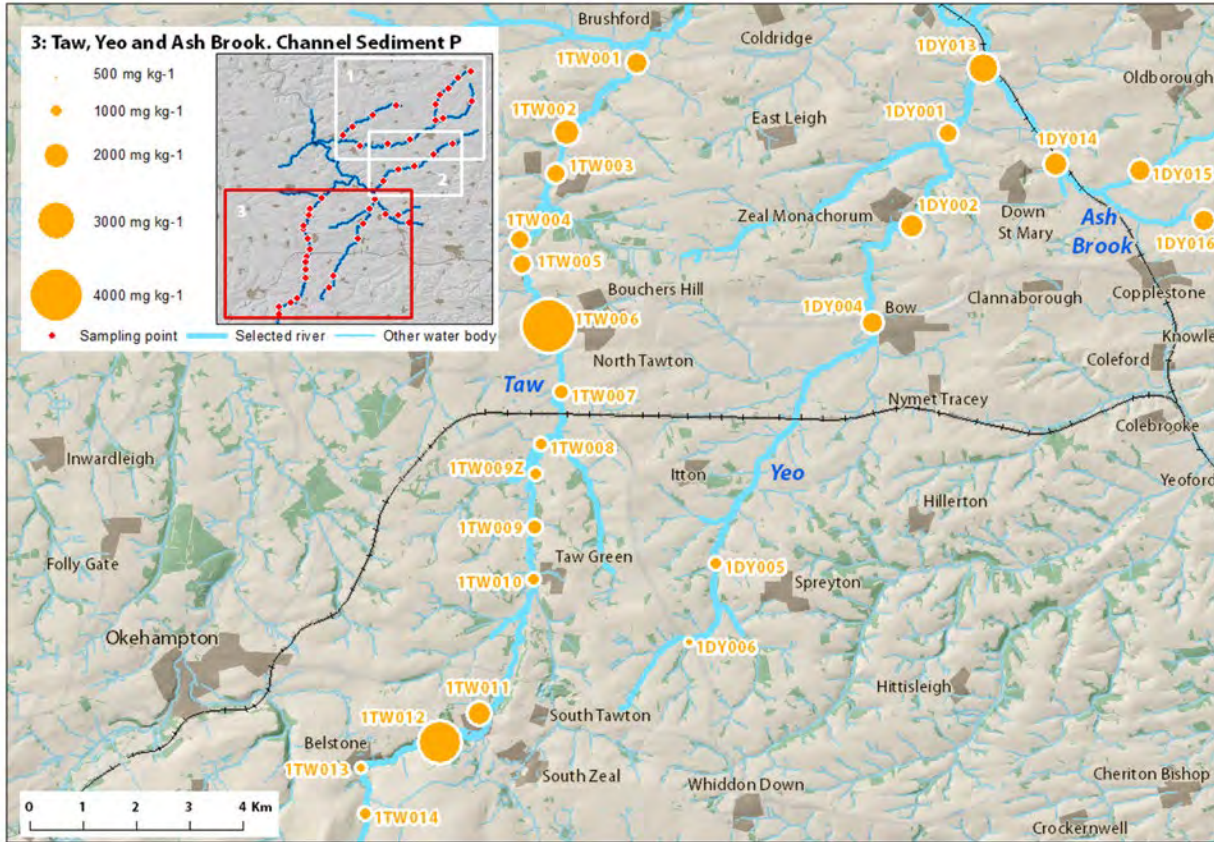 3: Taw, Yeo and Ash Brook. Channel Sediment P
500 mg kg-1
1000 mg kg-1
2000 mg kg-1
3000 mg kg-1
4000 mg kg-1
1
2
3
Sampling point
Selected river
Other water body
Brushford
Coldridge
1DY013
1TW001
Oldborough
1TW002
East Leigh
1DY001
1DY014
1TW003
1DY015
Zeal Monachorum
1DY002
Down
St Mary
Ash
Brook
1DY016
1TW004
1TW005
Bouchers Hill
Clannaborough
Copplestone
1TW006
1DY004
Bow
Knowle
North Tawton
Coleford
Taw
1TW007
Nymet Tracey
Colebrooke
1TW008
Inwardleigh
1TW009Z
Itton
Yeo
Yeoford
Hillerton
1TW009
Folly Gate
Taw Green
1DY005
1TW010
Spreyton
Okehampton
1DY006
Hittisleigh
1TW011
1TW012
South Tawton
Belstone
1TW013
South Zeal
Cheriton Bishop
Whiddon Down
0 1 2 3 4 Km
1TW014
Crockernwell